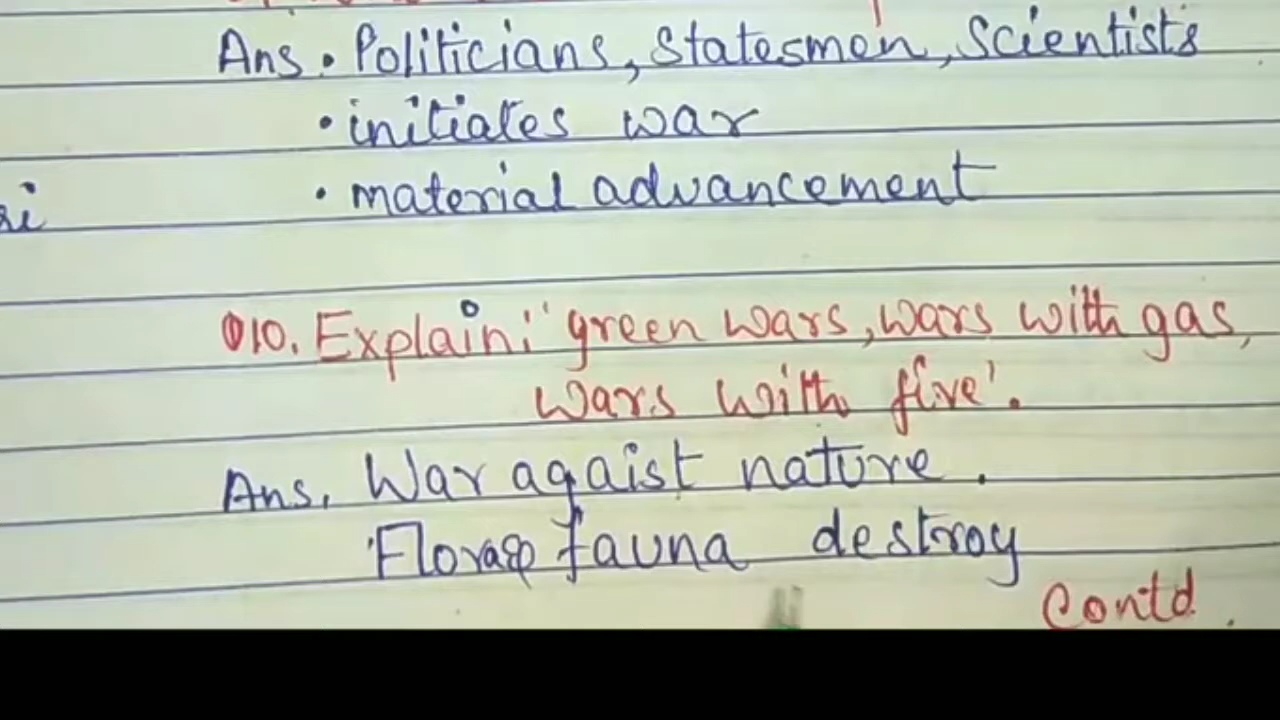 Ans. Politicians, Statesmen, Scientists
• initiates war
• material advancement
ri
Q10. Explain: 'green wars, wars with gas,
wars with fire'.
Ans. War agaist nature.
Flora & fauna destroy
Contd.